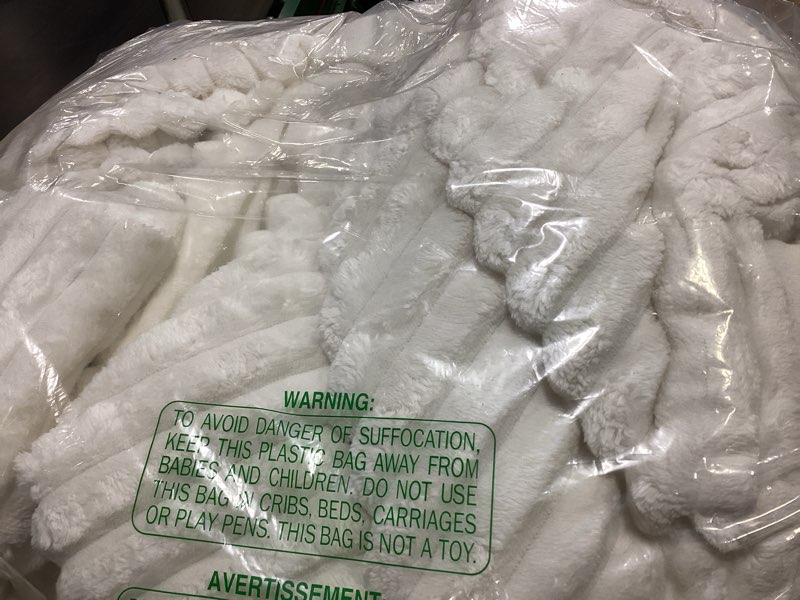 WARNING:
TO AVOID DANGER OF SUFFOCATION,
KEEP THIS PLASTIC BAG AWAY FROM
BABIES AND CHILDREN. DO NOT USE
THIS BAG IN CRIBS, BEDS, CARRIAGES
OR PLAY PENS. THIS BAG IS NOT A TOY.
AVERTISSEMENT